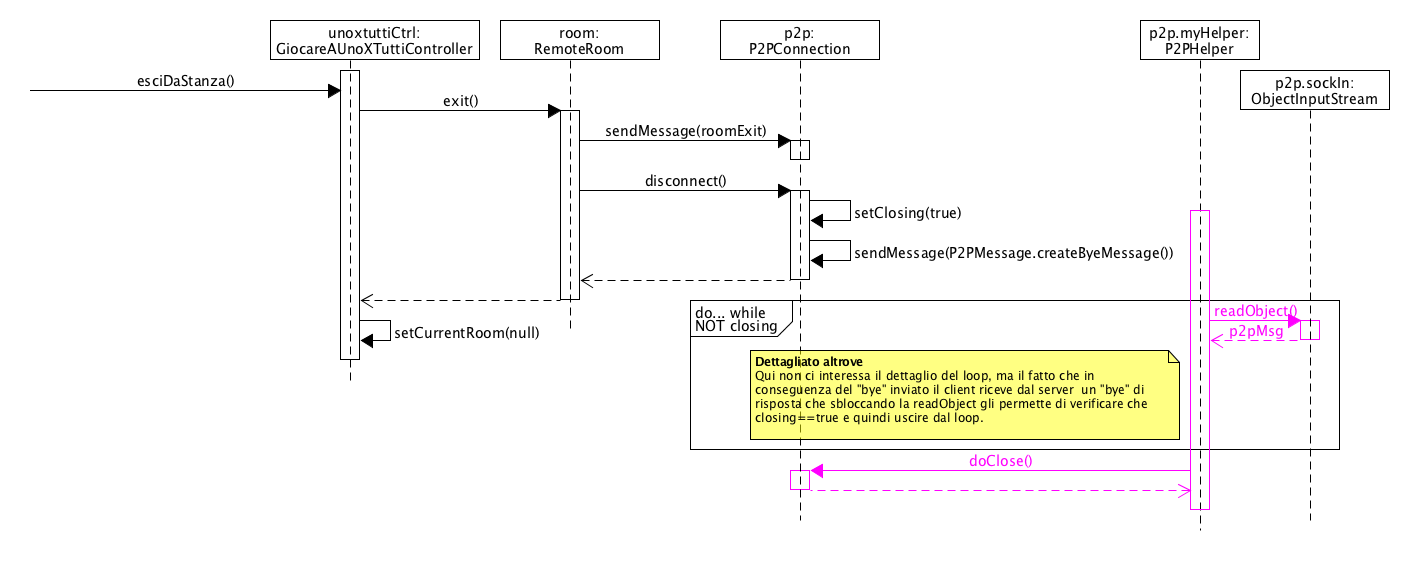 unoxtuttiCtrl:
GiocareAUnoXTuttiController
room:
RemoteRoom
p2p:
P2PConnection
p2p.myHelper:
P2PHelper
p2p.sockIn:
ObjectInputStream
esciDaStanza()
exit()
sendMessage(roomExit)
disconnect()
setClosing(true)
sendMessage(P2PMessage.createByeMessage())
do... while
NOT closing
readObject()
p2pMsg
setCurrentRoom(null)
Dettagliato altrove
Qui non ci interessa il dettaglio del loop, ma il fatto che in
conseguenza del "bye" inviato il client riceve dal server un "bye" di
risposta che sbloccando la readObject gli permette di verificare che
closing==true e quindi uscire dal loop.
doClose()